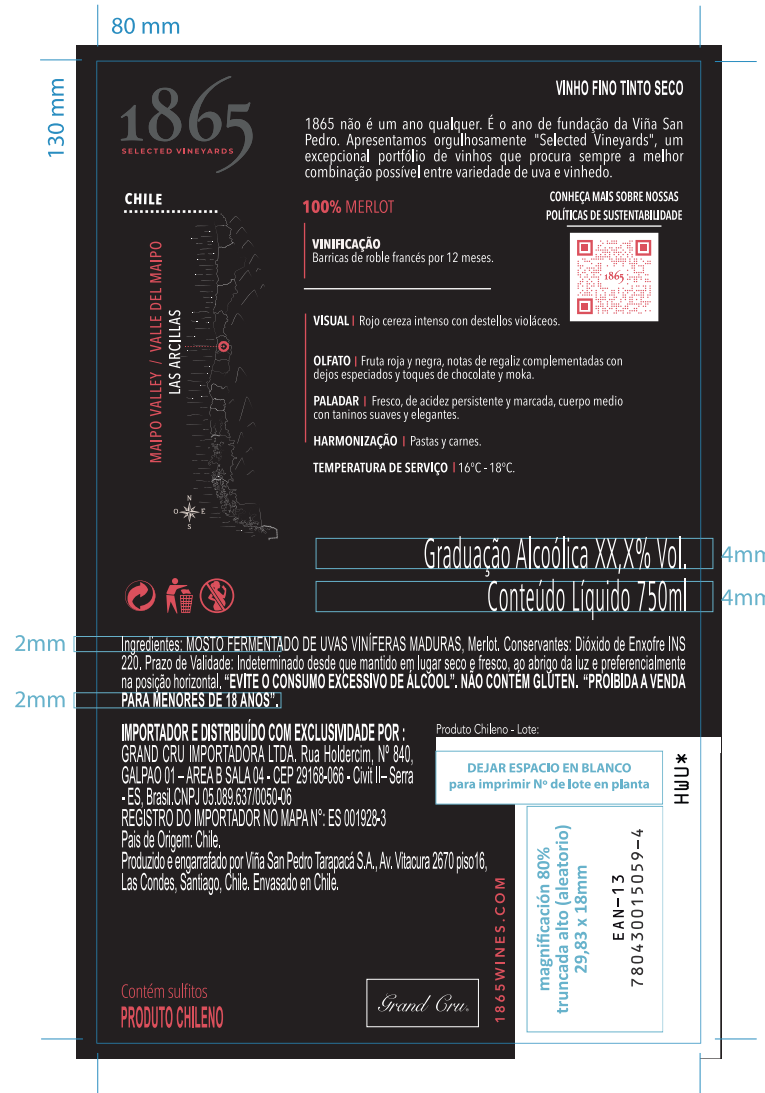 80 mm
130 mm
1865
SELECTED VINEYARDS
VINHO FINO TINTO SECO
1865 não é um ano qualquer. É o ano de fundação da Viña San
Pedro. Apresentamos orgulhosamente "Selected Vineyards", um
excepcional portfólio de vinhos que procura sempre a melhor
combinação possível entre variedade de uva e vinhedo.
CHILE
MAIPO VALLEY / VALLE DEL MAIPO
LAS ARCILLAS
N
O
E
S
100% MERLOT
CONHEÇA MAIS SOBRE NOSSAS
POLÍTICAS DE SUSTENTABILIDADE
1865
VINIFICAÇÃO
Barricas de roble francés por 12 meses.
VISUAL | Rojo cereza intenso con destellos violáceos.
OLFATO | Fruta roja y negra, notas de regaliz complementadas con
dejos especiados y toques de chocolate y moka.
PALADAR | Fresco, de acidez persistente y marcada, cuerpo medio
con taninos suaves y elegantes.
HARMONIZAÇÃO | Pastas y carnes.
TEMPERATURA DE SERVIÇO | 16°C - 18°C.
Graduação Alcoólica XX,X% Vol.
4mm
Conteúdo Líquido 750ml
4mm
2mm
Ingredientes: MOSTO FERMENTADO DE UVAS VINÍFERAS MADURAS, Merlot. Conservantes: Dióxido de Enxofre INS
220. Prazo de Validade: Indeterminado desde que mantido em lugar seco e fresco, ao abrigo da luz e preferencialmente
na posição horizontal. “EVITE O CONSUMO EXCESSIVO DE ÁLCOOL”. NÃO CONTÉM GLÚTEN. “PROIBIDA A VENDA
PARA MENORES DE 18 ANOS”.
2mm
IMPORTADOR E DISTRIBUÍDO COM EXCLUSIVIDADE POR :
GRAND CRU IMPORTADORA LTDA. Rua Holdercim, Nº 840,
GALPAO 01 – AREA B SALA 04 - CEP 29168-066 - Civit II– Serra
- ES, Brasil.CNPJ 05.089.637/0050-06
REGISTRO DO IMPORTADOR NO MAPA N°: ES 001928-3
Pais de Origem: Chile.
Produzido e engarrafado por Viña San Pedro Tarapacá S.A., Av. Vitacura 2670 piso16,
Las Condes, Santiago, Chile. Envasado en Chile.
Produto Chileno - Lote:
DEJAR ESPACIO EN BLANCO
para imprimir Nº de lote en planta
HWU*
magnificación 80%
truncada alto (aleatorio)
29,83 x 18mm
EAN-13
780430015059-4
1865WINES.COM
Contém sulfitos
PRODUTO CHILENO
Grand Cru.